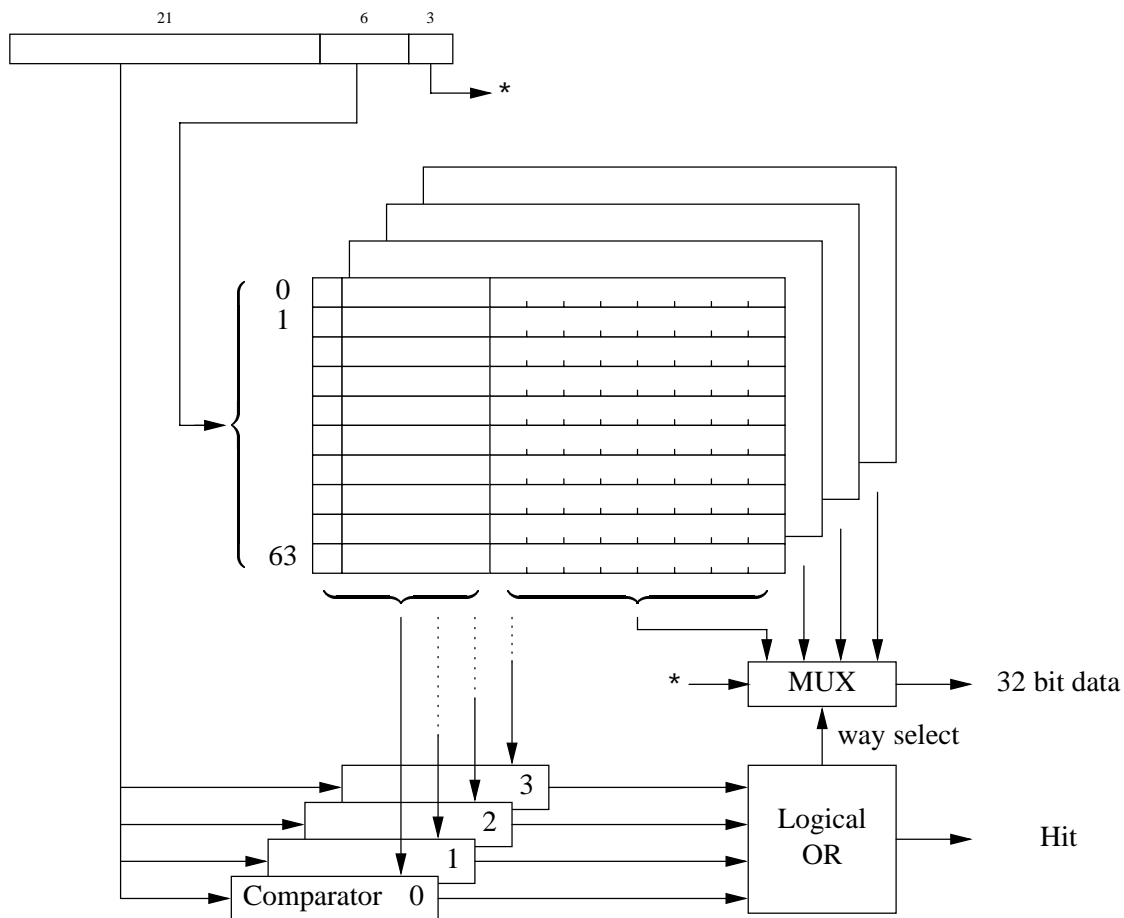 21 6 3
*
0
1
63
* MUX 32 bit data
way select
3
2
Logical
OR
Hit
1
Comparator 0